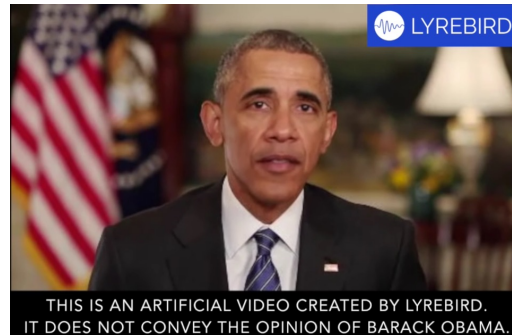 LYREBIRD
THIS IS AN ARTIFICIAL VIDEO CREATED BY LYREBIRD.
IT DOES NOT CONVEY THE OPINION OF BARACK OBAMA.